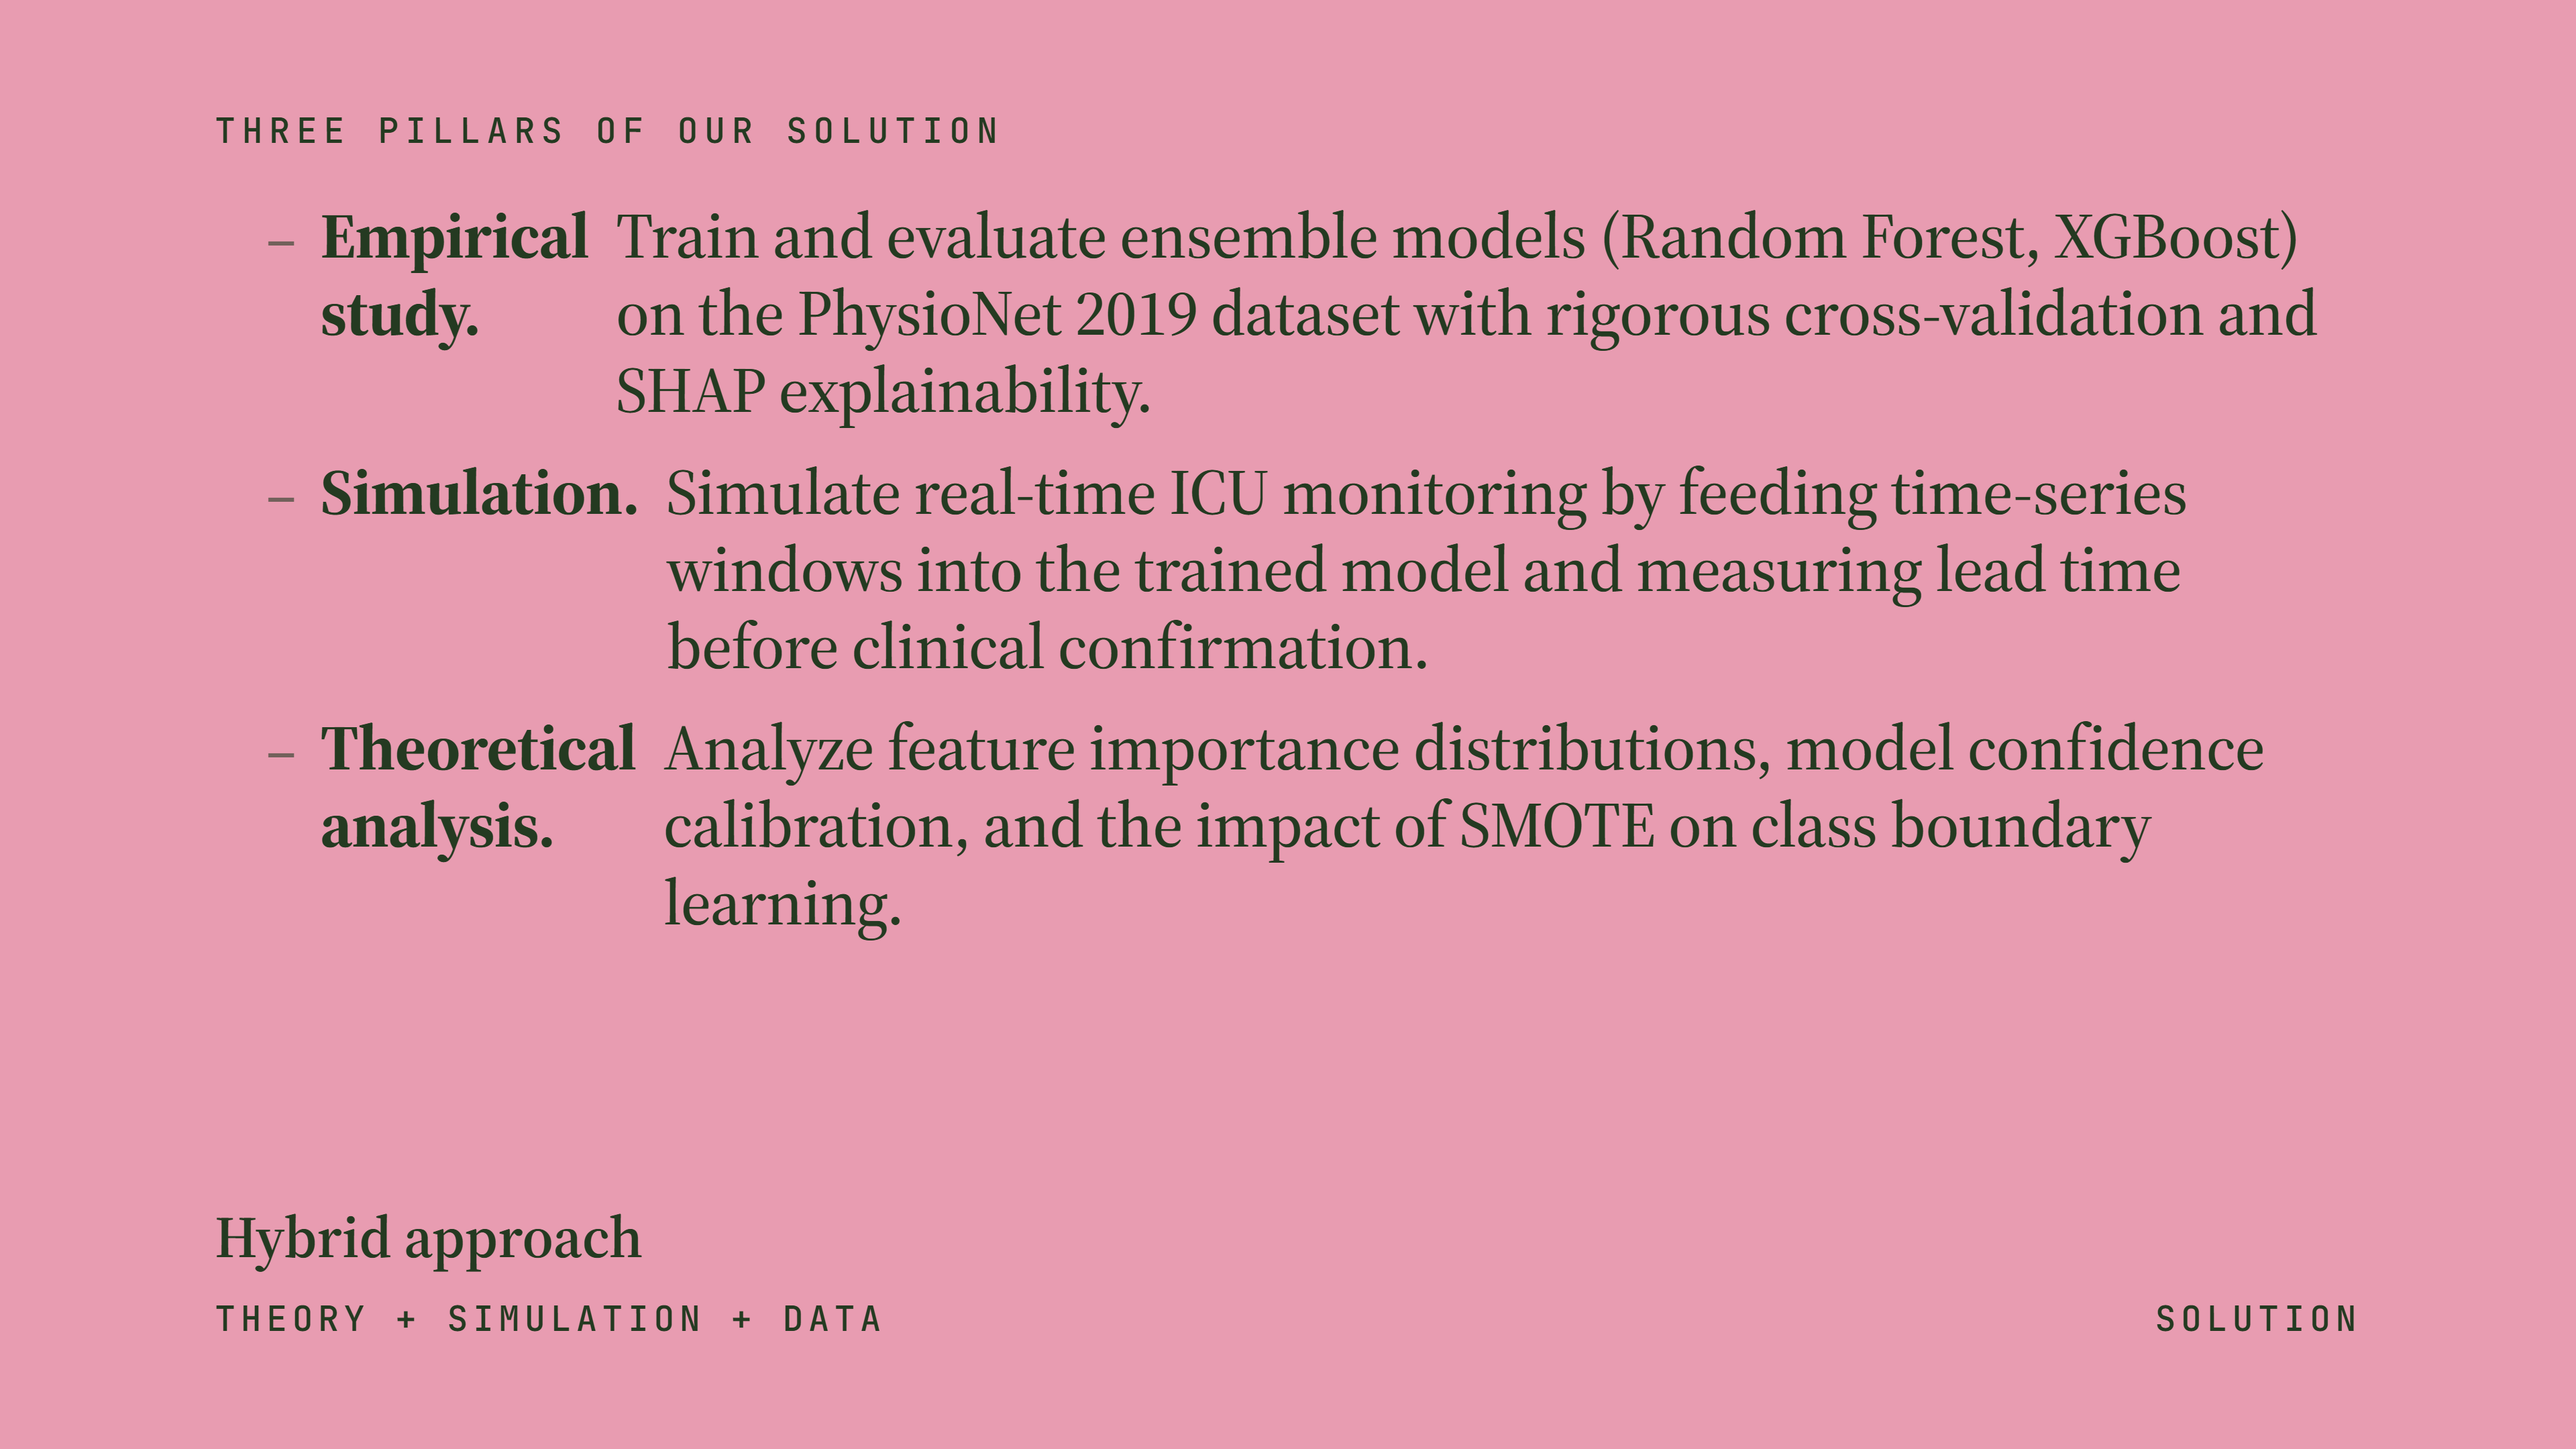 THREE PILLARS OF OUR SOLUTION
– Empirical study. Train and evaluate ensemble models (Random Forest, XGBoost)
on the PhysioNet 2019 dataset with rigorous cross-validation and
SHAP explainability.
– Simulation. Simulate real-time ICU monitoring by feeding time-series
windows into the trained model and measuring lead time
before clinical confirmation.
– Theoretical analysis. Analyze feature importance distributions, model confidence
calibration, and the impact of SMOTE on class boundary
learning.
Hybrid approach
THEORY + SIMULATION + DATA
SOLUTION